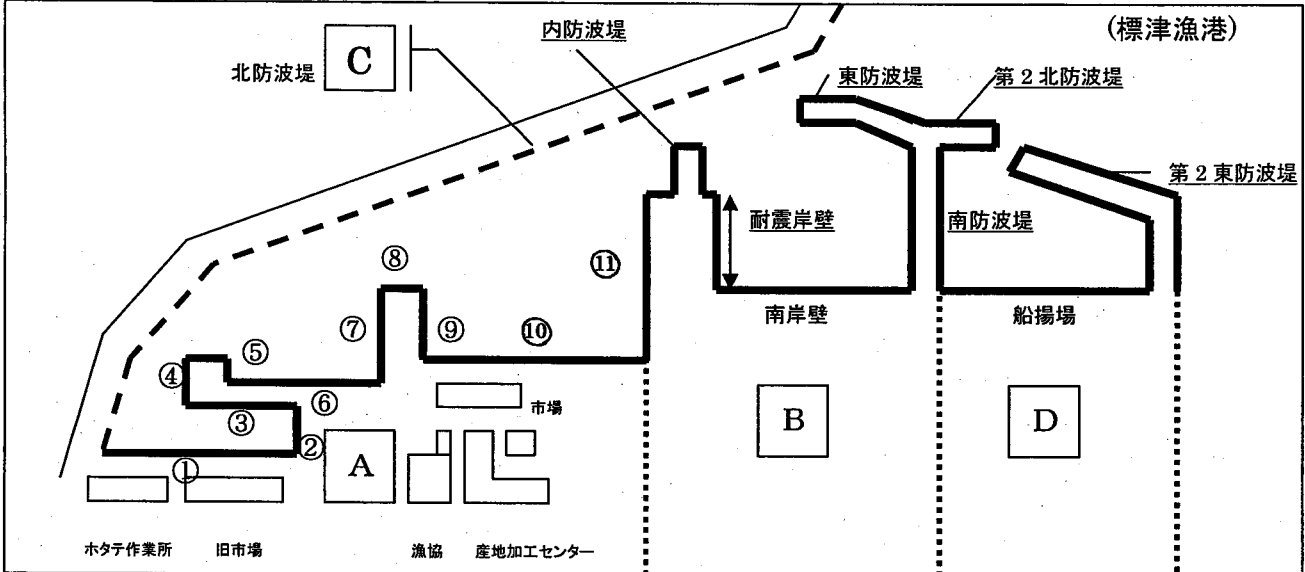 (標津漁港)
内防波堤
北防波堤
C
東防波堤
第2北防波堤
第2東防波堤
耐震岸壁
南防波堤
⑧
⑪
南岸壁
船揚場
⑦
⑨
⑩
⑤
④
⑥
③
市場
②
①
A
B
D
ホタテ作業所
旧市場
漁協
産地加工センター